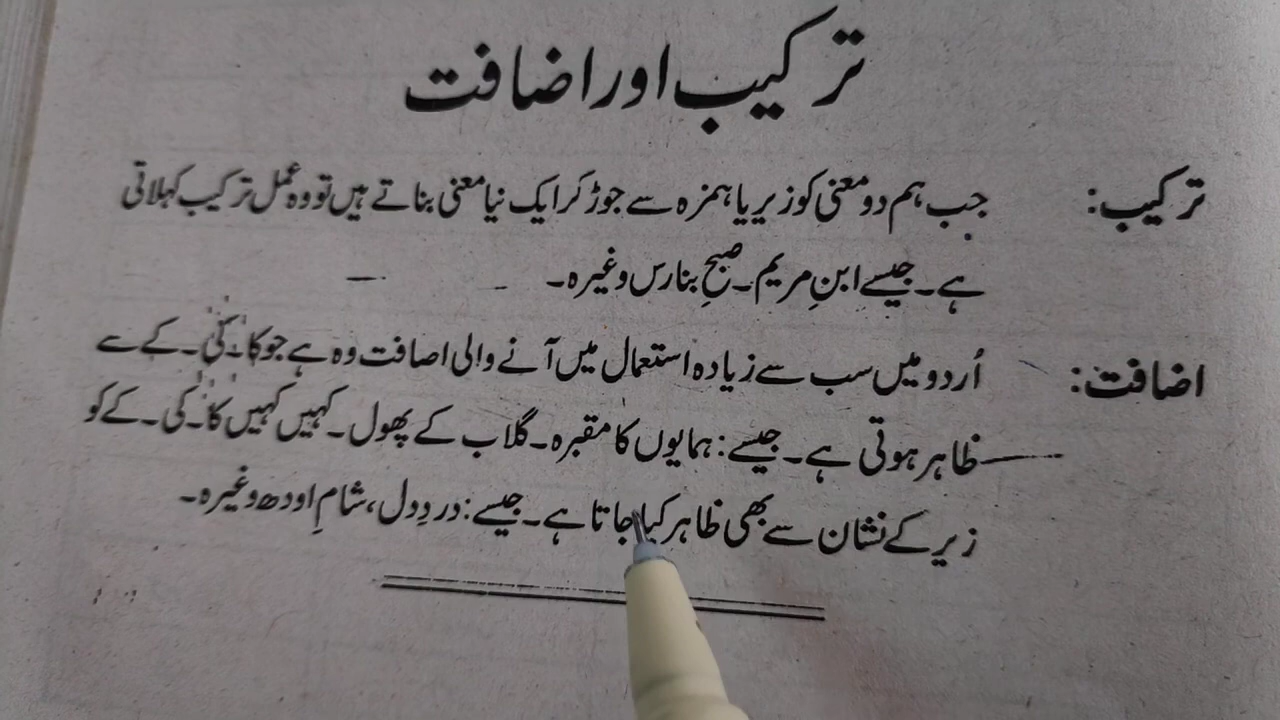 ترکیب اور اضافت
ترکیب: جب ہم دو معنی کو زیر یا ہمزہ سے جوڑ کر ایک نیا معنی بناتے ہیں تو وہ عمل ترکیب کہلاتی
ہے۔ جیسے ابنِ مریم۔ صبحِ بنارس وغیرہ۔
اضافت: اُردو میں سب سے زیادہ استعمال میں آنے والی اصافت وہ ہے جو کا۔ کی۔ کے سے
ظاہر ہوتی ہے۔ جیسے: ہمایوں کا مقبرہ۔ گلاب کے پھول۔ کہیں کہیں کا۔ کی۔ کے کو
زیر کے نشان سے بھی ظاہر کیا جاتا ہے۔ جیسے: دردِ دل، شامِ اودھ وغیرہ۔